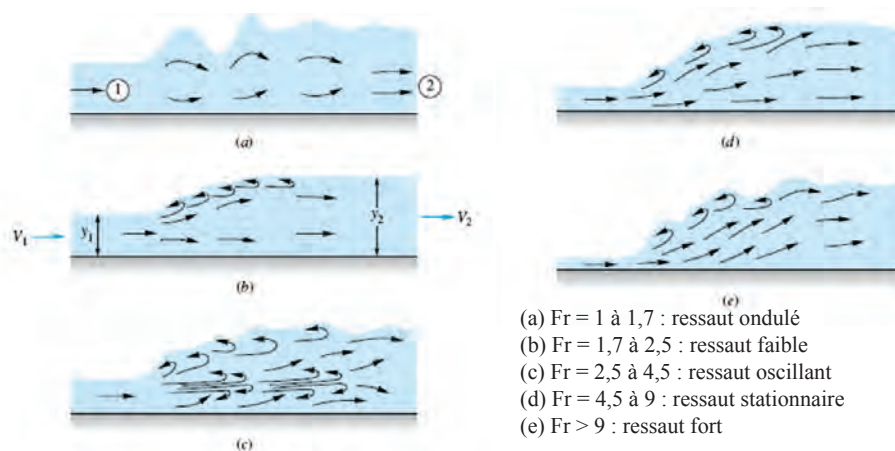 1
2
(a)
V₁
y₁
y₂
V₂
(b)
(c)
(d)
(e)
(a) Fr = 1 à 1,7 : ressaut ondulé
(b) Fr = 1,7 à 2,5 : ressaut faible
(c) Fr = 2,5 à 4,5 : ressaut oscillant
(d) Fr = 4,5 à 9 : ressaut stationnaire
(e) Fr > 9 : ressaut fort